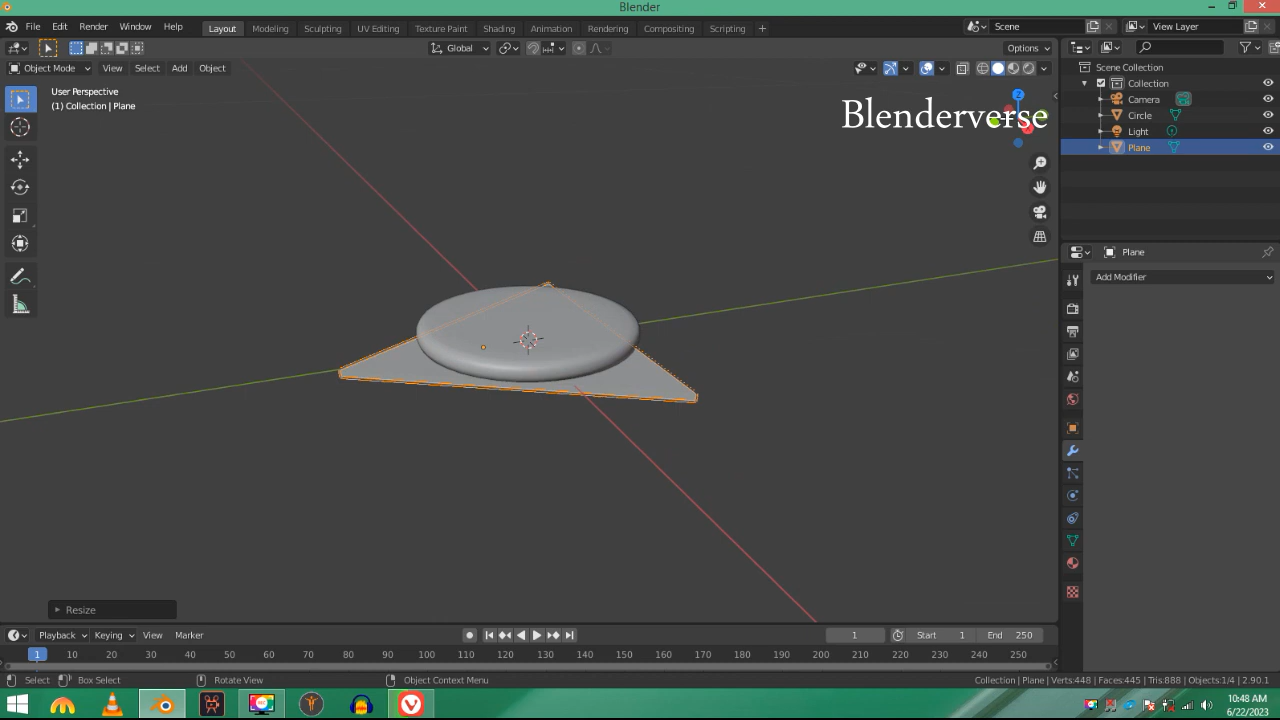 Blender
File Edit Render Window Help Layout Modeling Sculpting UV Editing Texture Paint Shading Animation Rendering Compositing Scripting + Scene View Layer
Global Options
Object Mode View Select Add Object
User Perspective
(1) Collection | Plane
Blenderverse
Z
Scene Collection
Collection
Camera
Circle
Light
Plane
Plane
Add Modifier
Resize
Playback Keying View Marker 1 Start 1 End 250
1 10 20 30 40 50 60 70 80 90 100 110 120 130 140 150 160 170 180 190 200 210 220 230 240 250
Select Box Select Rotate View Object Context Menu Collection | Plane | Verts:448 | Faces:445 | Tris:888 | Objects:1/4 | 2.90.1
10:48 AM
6/22/2023